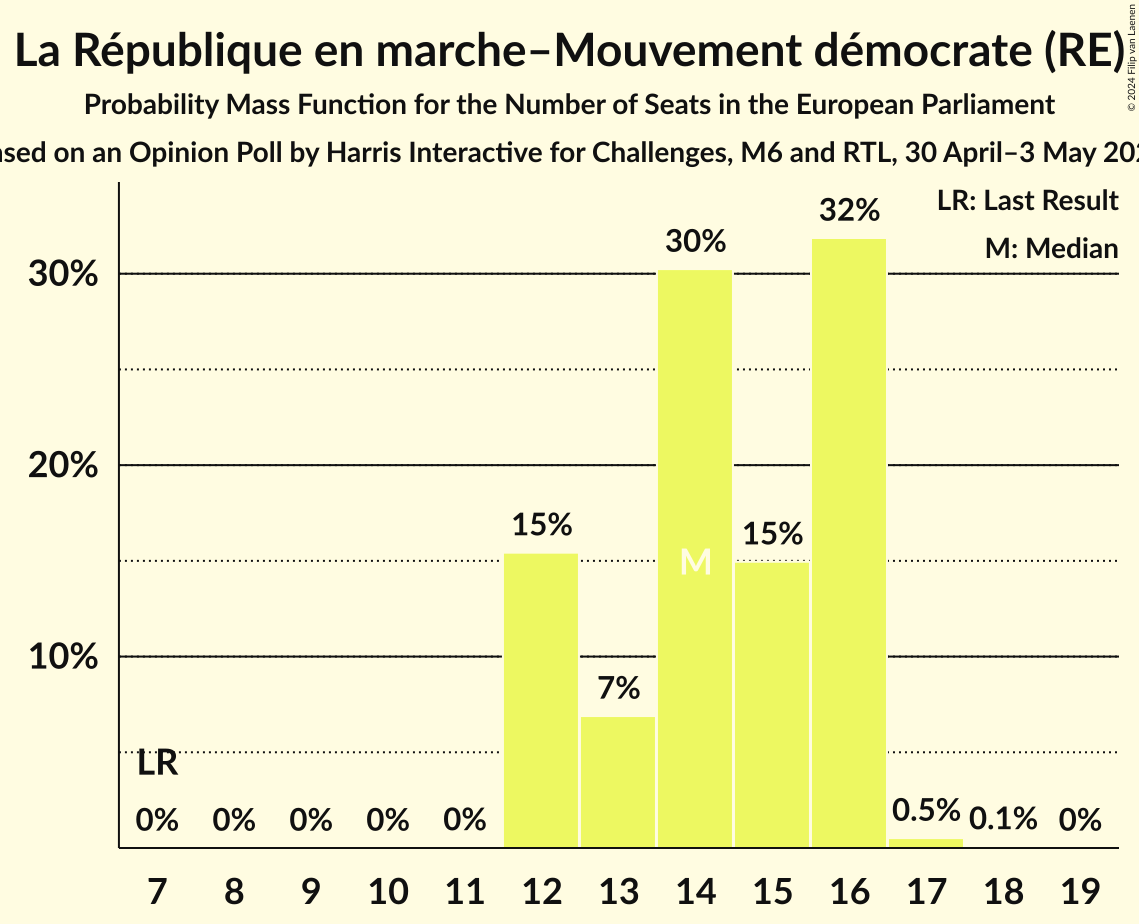 La République en marche–Mouvement démocrate (RE)
© 2024 Filip van Laenen
Probability Mass Function for the Number of Seats in the European Parliament
on an Opinion Poll by Harris Interactive for Challenges, M6 and RTL, 30 April–3 May
LR: Last Result
M: Median
32%
30%
30%
20%
15%
15%
M
10%
7%
LR
0% 0% 0% 0% 0% 0.5% 0.1% 0%
7 8 9 10 11 12 13 14 15 16 17 18 19